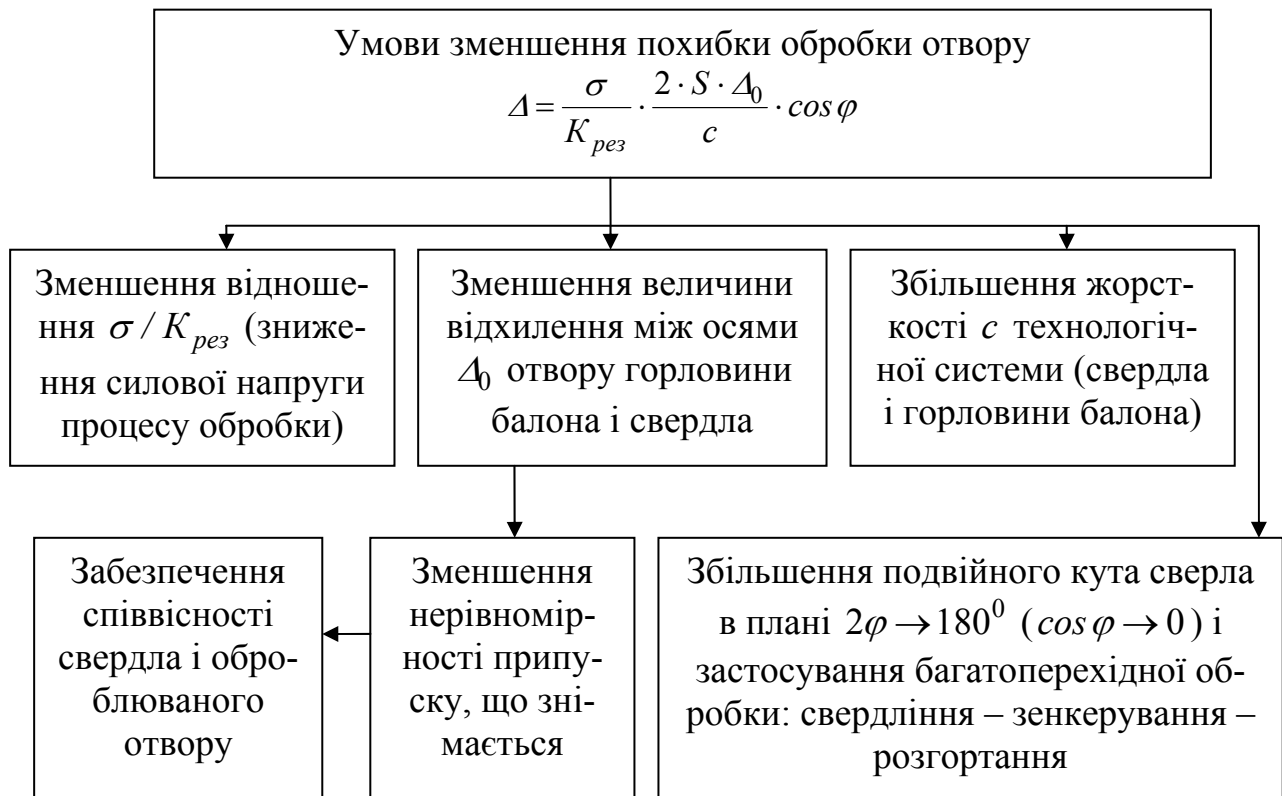 Умови зменшення похибки обробки отвору
Δ = σ / K_рез · 2 · S · Δ₀ / c · cos φ
Зменшення відноше-
ння σ / K_рез (зниже-
ння силової напруги
процесу обробки)
Зменшення величини
відхилення між осями
Δ₀ отвору горловини
балона і свердла
Збільшення жорст-
кості c технологіч-
ної системи (свердла
і горловини балона)
Забезпечення
співвісності
свердла і обро-
блюваного
отвору
Зменшення
нерівномір-
ності припу-
ску, що зні-
мається
Збільшення подвійного кута сверла
в плані 2φ → 180⁰ (cos φ → 0) і
застосування багатоперехідної об-
робки: свердління – зенкерування –
розгортання